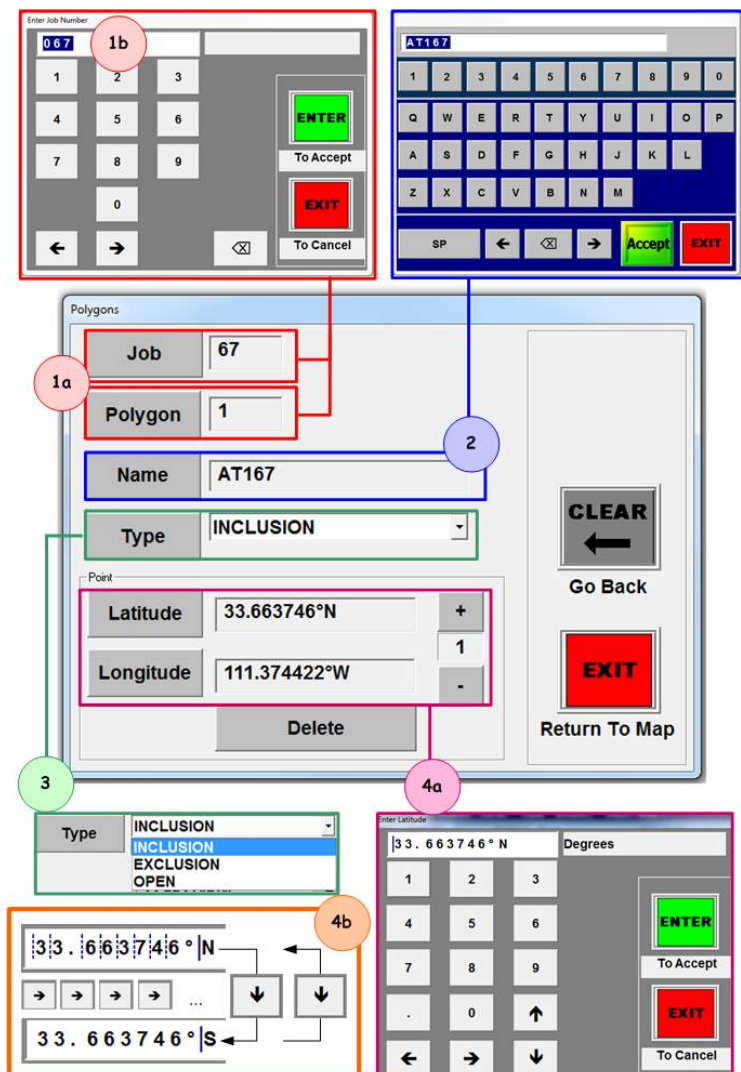 Enter Job Number
067
1b
1 2 3
4 5 6
7 8 9
0
← →
ENTER
To Accept
EXIT
To Cancel
AT167
1 2 3 4 5 6 7 8 9 0
Q W E R T Y U I O P
A S D F G H J K L
Z X C V B N M
SP ← → Accept EXIT
Polygons
1a
Job 67
Polygon 1
2
Name AT167
Type INCLUSION
Point
Latitude 33.663746°N +
1
Longitude 111.374422°W -
Delete
CLEAR
←
Go Back
EXIT
Return To Map
3
Type INCLUSION
INCLUSION
EXCLUSION
OPEN
4a
Enter Latitude
33.663746°N Degrees
1 2 3
4 5 6
7 8 9
. 0 ↑
← → ↓
ENTER
To Accept
EXIT
To Cancel
4b
33.663746°N
→ → → → ... ↓ ↓
33.663746°S